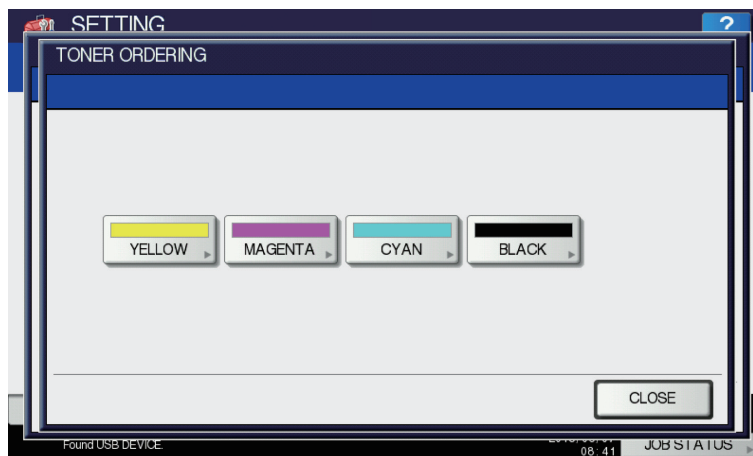 SETTING
?
TONER ORDERING
YELLOW
MAGENTA
CYAN
BLACK
CLOSE
Found USB DEVICE.
08:41
JOB STATUS